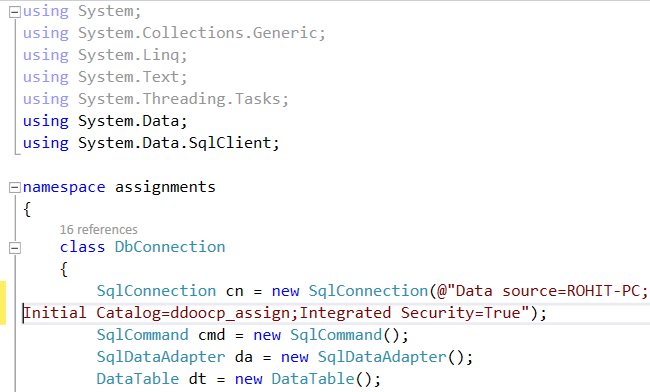 using System;
using System.Collections.Generic;
using System.Linq;
using System.Text;
using System.Threading.Tasks;
using System.Data;
using System.Data.SqlClient;
namespace assignments
{
16 references
class DbConnection
{
SqlConnection cn = new SqlConnection(@"Data source=ROHIT-PC;
Initial Catalog=ddoocp_assign;Integrated Security=True");
SqlCommand cmd = new SqlCommand();
SqlDataAdapter da = new SqlDataAdapter();
DataTable dt = new DataTable();